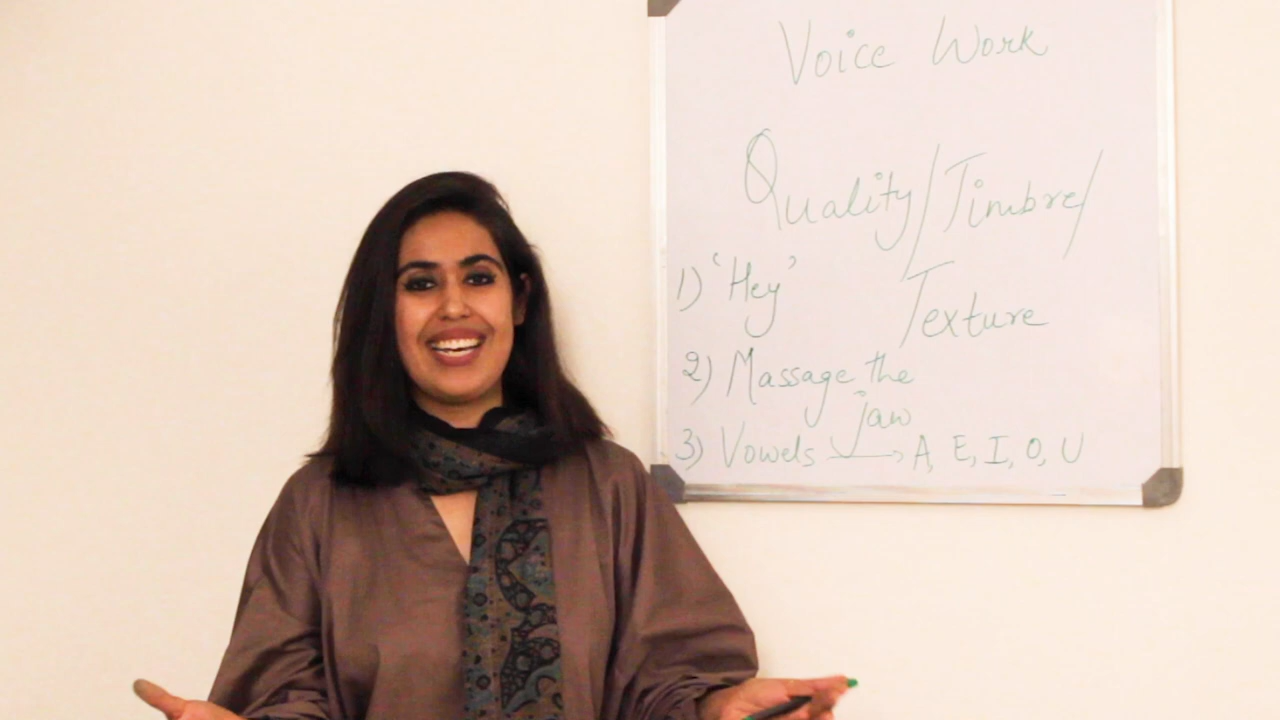 Voice Work
Quality/Timbre/
Texture
1) 'Hey'
2) Massage the
jaw
3) Vowels → A, E, I, O, U